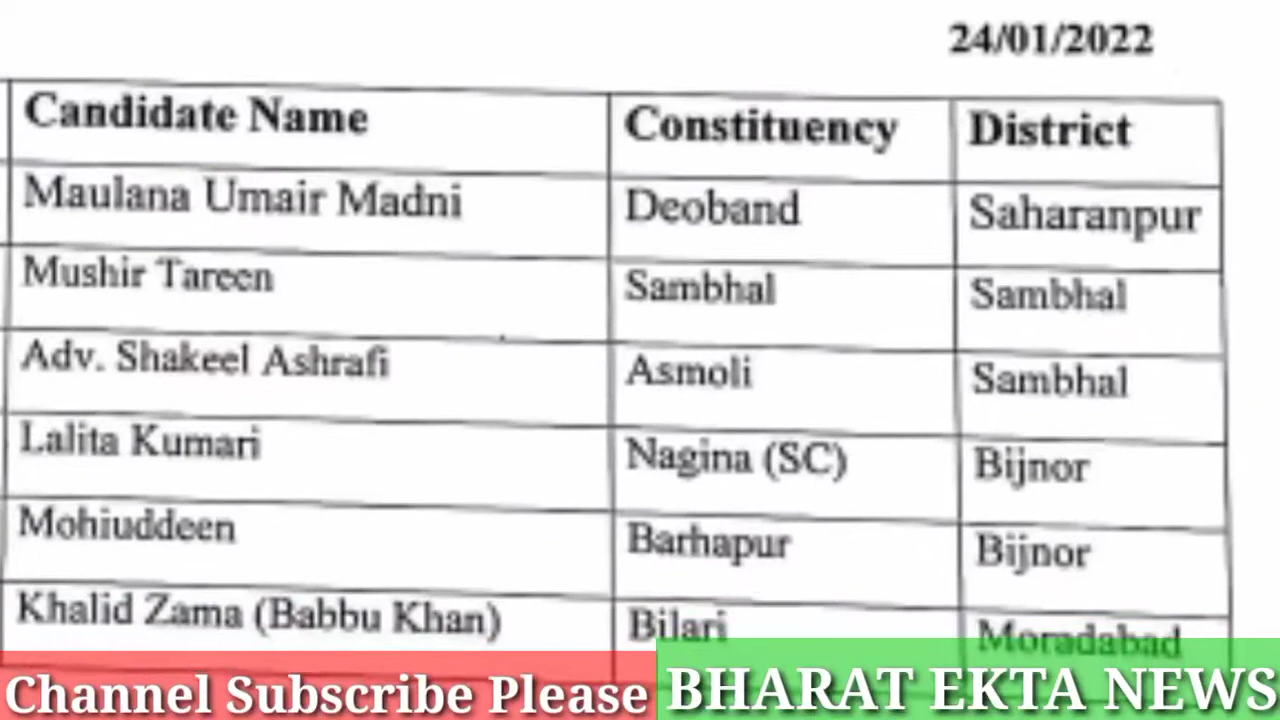 24/01/2022
Candidate Name Constituency District
Maulana Umair Madni Deoband Saharanpur
Mushir Tareen Sambhal Sambhal
Adv. Shakeel Ashrafi Asmoli Sambhal
Lalita Kumari Nagina (SC) Bijnor
Mohiuddeen Barhapur Bijnor
Khalid Zama (Babbu Khan) Bilari Moradabad
Channel Subscribe Please BHARAT EKTA NEWS